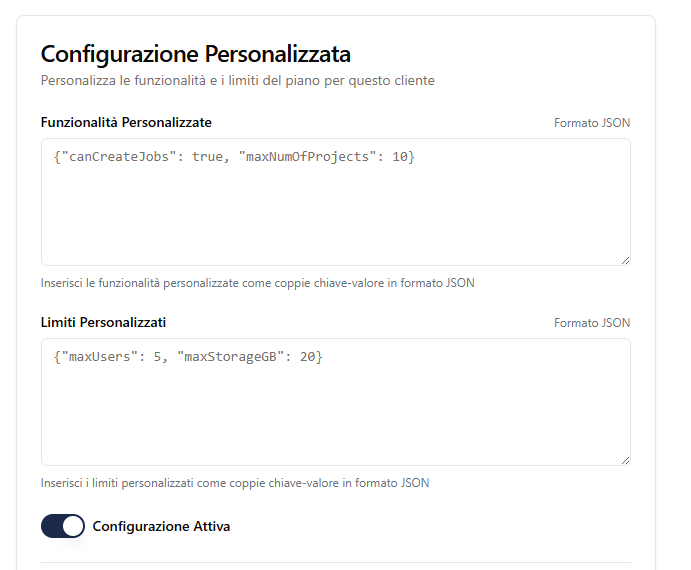 Configurazione Personalizzata
Personalizza le funzionalità e i limiti del piano per questo cliente
Funzionalità Personalizzate
Formato JSON
{"canCreateJobs": true, "maxNumOfProjects": 10}
Inserisci le funzionalità personalizzate come coppie chiave-valore in formato JSON
Limiti Personalizzati
Formato JSON
{"maxUsers": 5, "maxStorageGB": 20}
Inserisci i limiti personalizzati come coppie chiave-valore in formato JSON
Configurazione Attiva